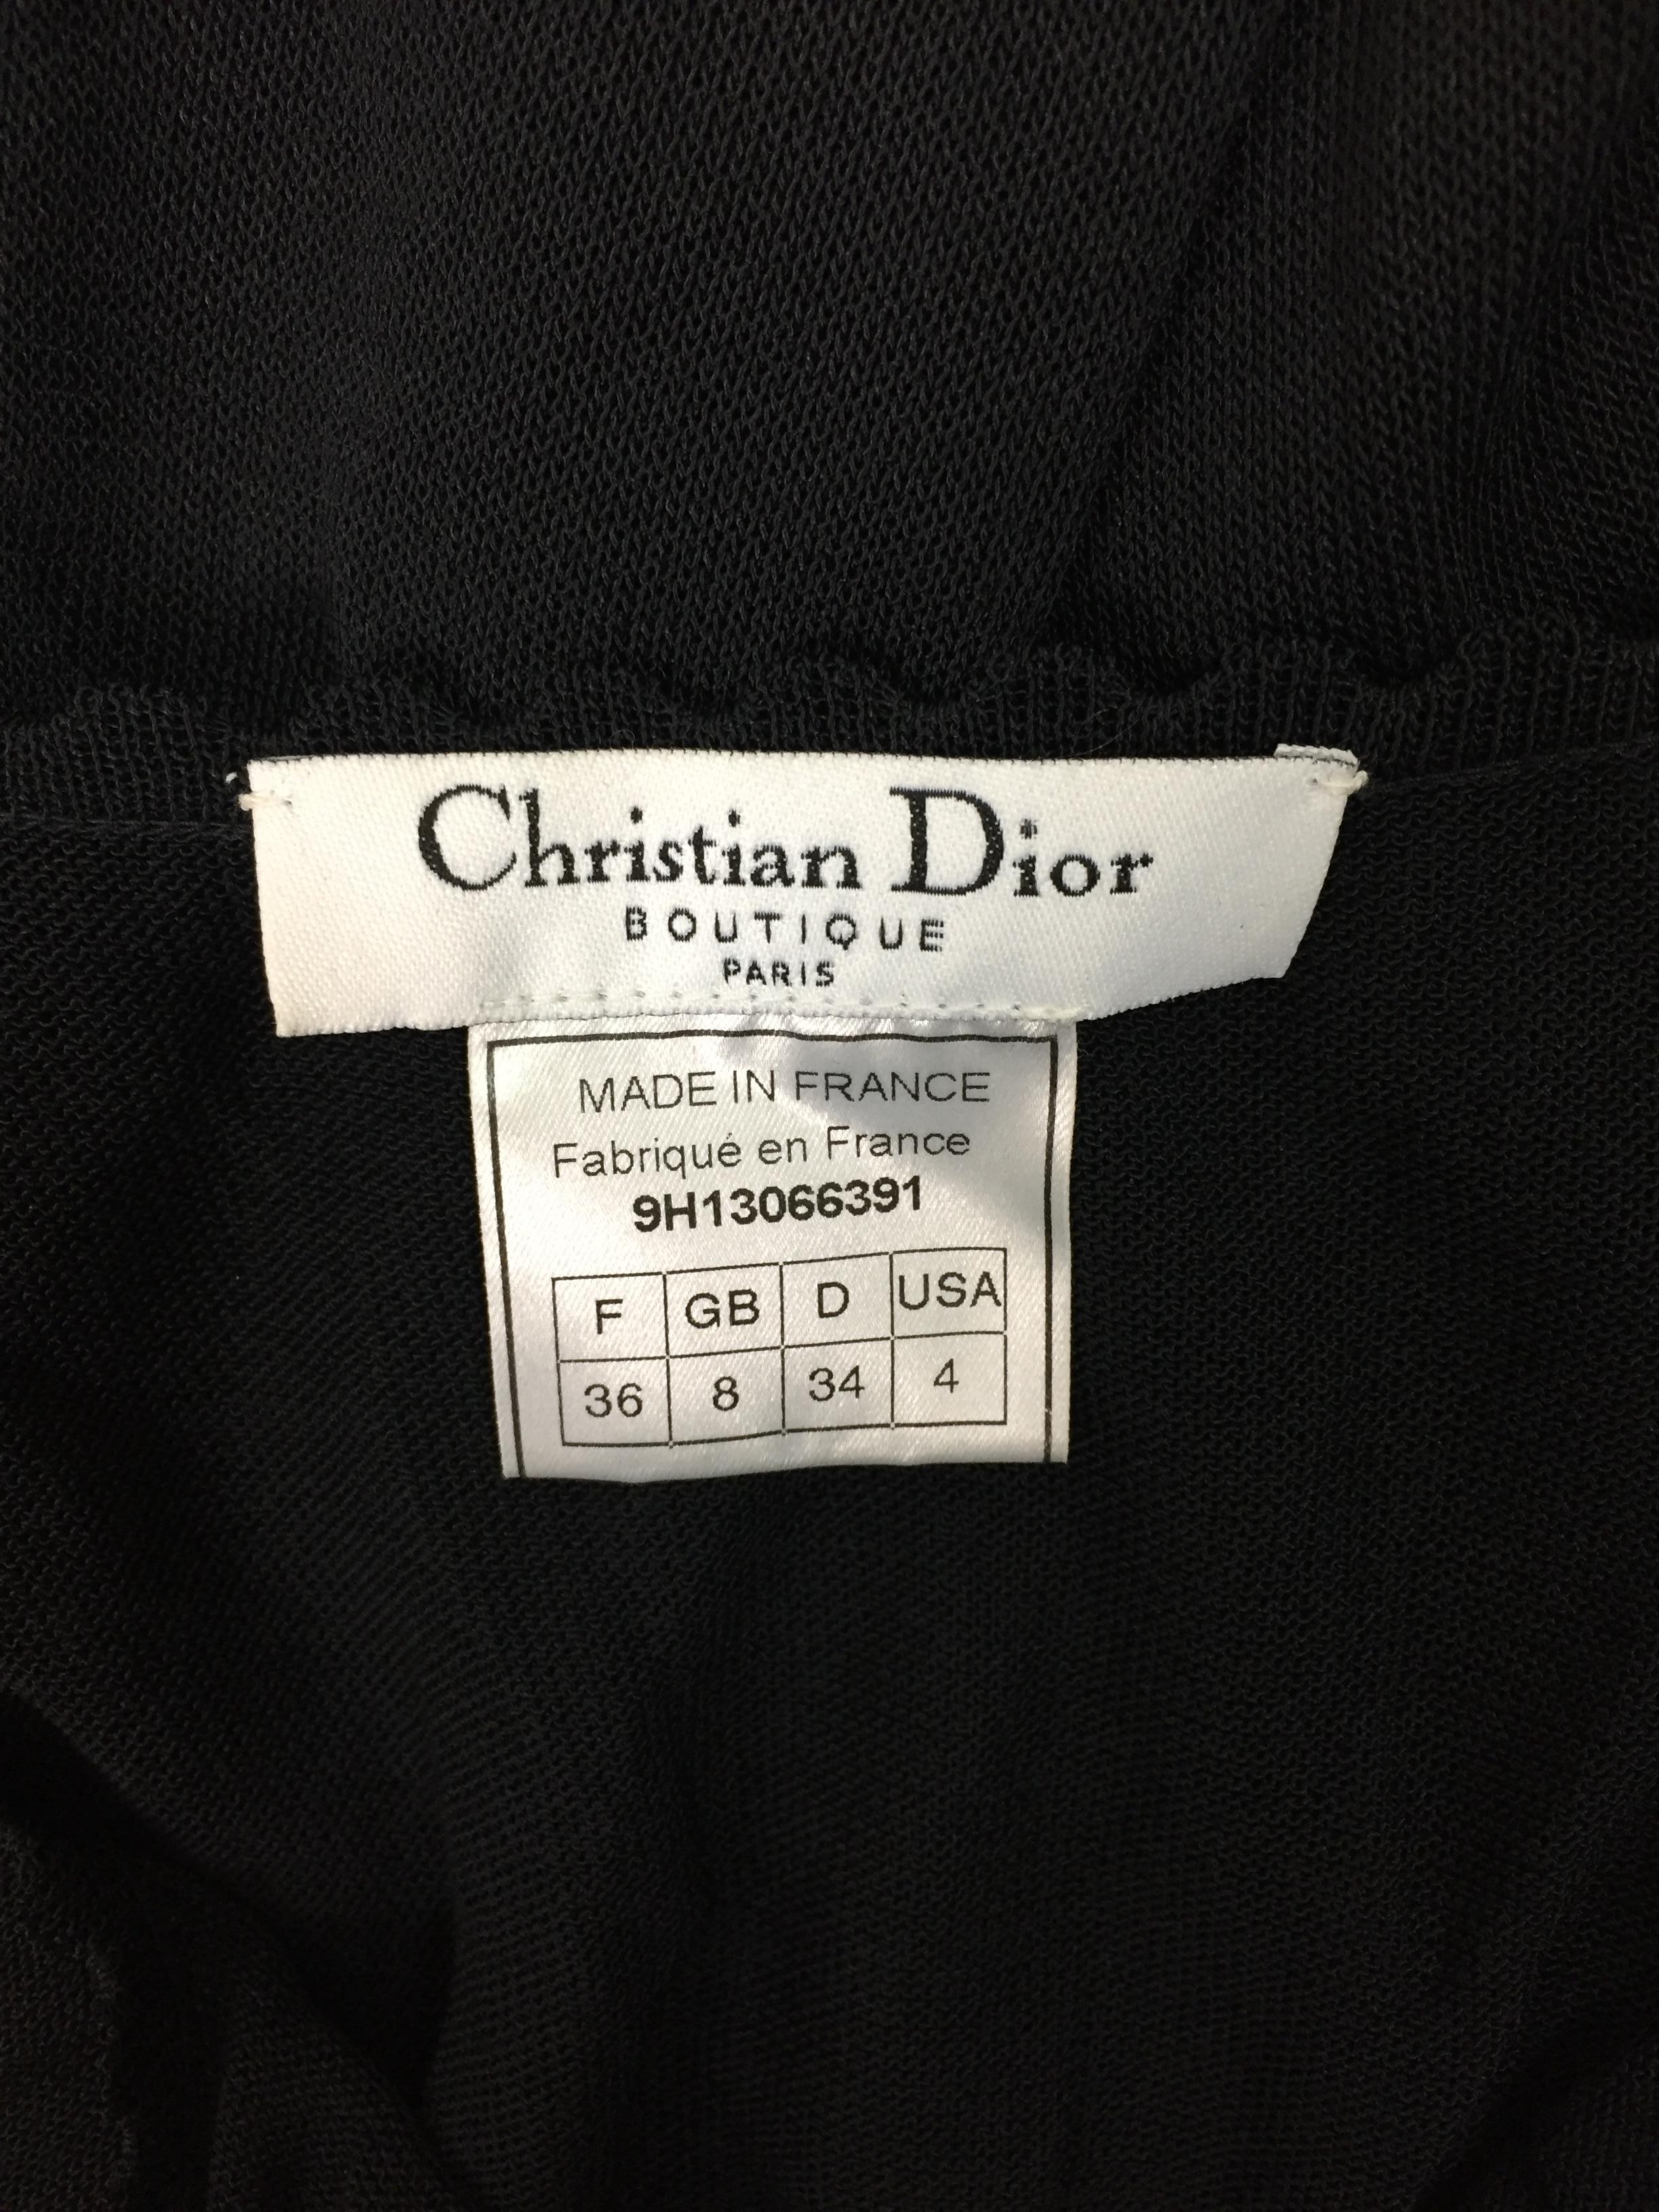 Christian Dior
BOUTIQUE
PARIS
MADE IN FRANCE
Fabriqué en France
9H13066391
F GB D USA
36 8 34 4